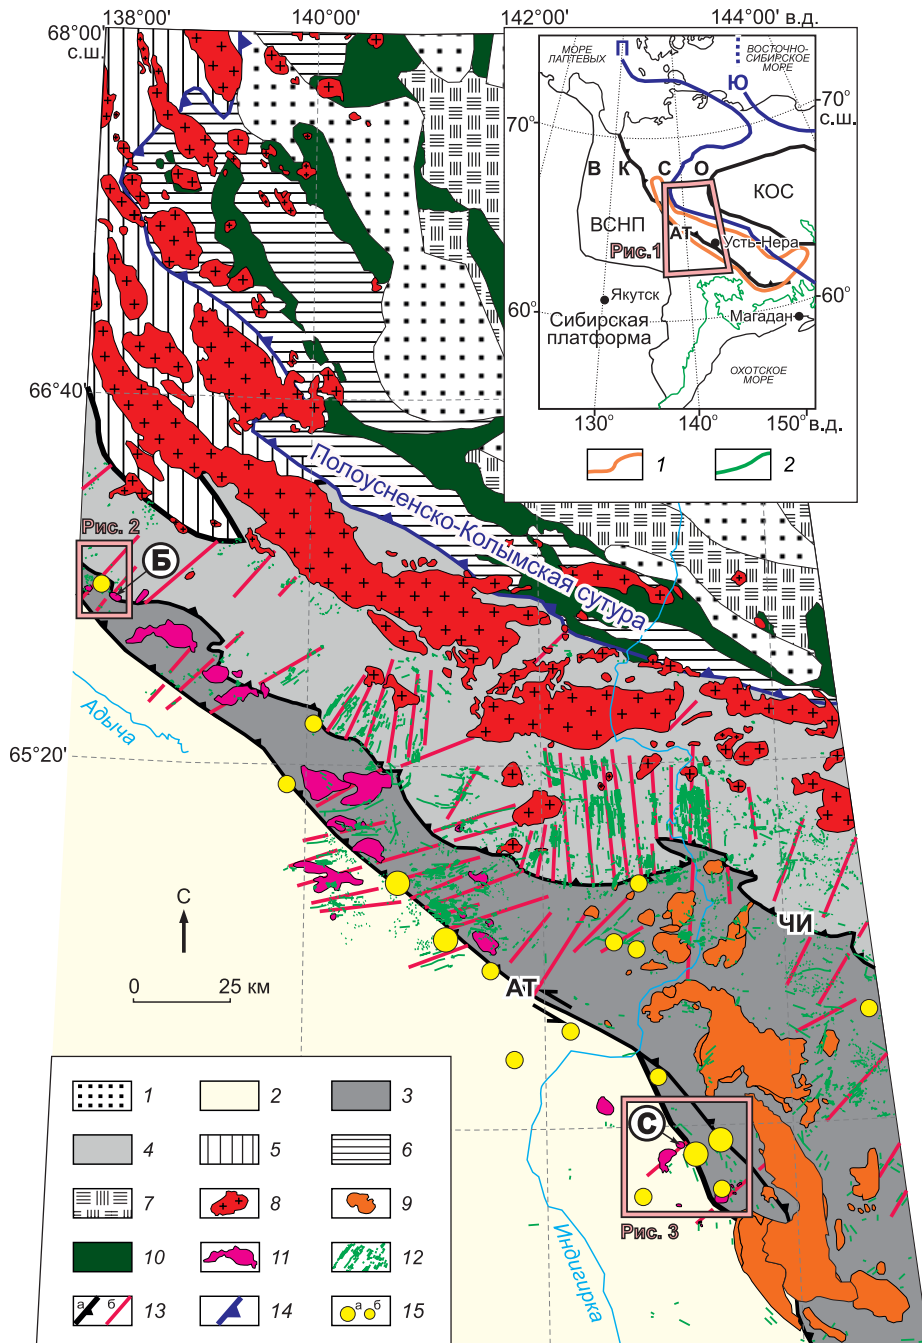 138°00'
140°00'
142°00'
144°00' в.д.
68°00'
с.ш.
МОРЕ
ЛАПТЕВЫХ
ВОСТОЧНО-
СИБИРСКОЕ
МОРЕ
П
Ю
70°
с.ш.
70°
В К С О
КОС
ВСНП
АТ
Усть-Нера
Рис.1
Якутск
60°
60°
Магадан
Сибирская
платформа
ОХОТСКОЕ
МОРЕ
130°
140°
150° в.д.
1
2
66°40'
Полоусненско-Колымская сутура
Рис. 2
Б
Адыча
65°20'
С
0 25 км
ЧИ
АТ
С
Рис. 3
Индигирка
1 2 3
4 5 6
7 8 9
10 11 12
а б 13 14 а б 15